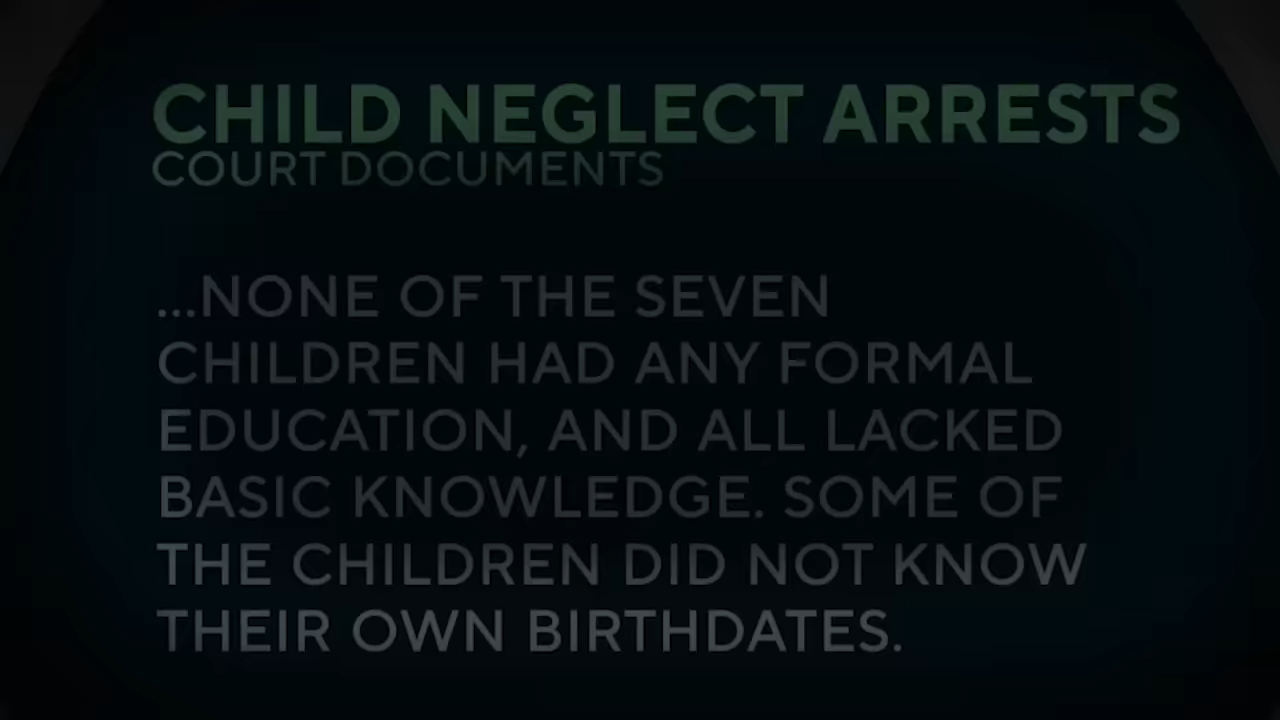 CHILD NEGLECT ARRESTS
COURT DOCUMENTS
...NONE OF THE SEVEN
CHILDREN HAD ANY FORMAL
EDUCATION, AND ALL LACKED
BASIC KNOWLEDGE. SOME OF
THE CHILDREN DID NOT KNOW
THEIR OWN BIRTHDATES.